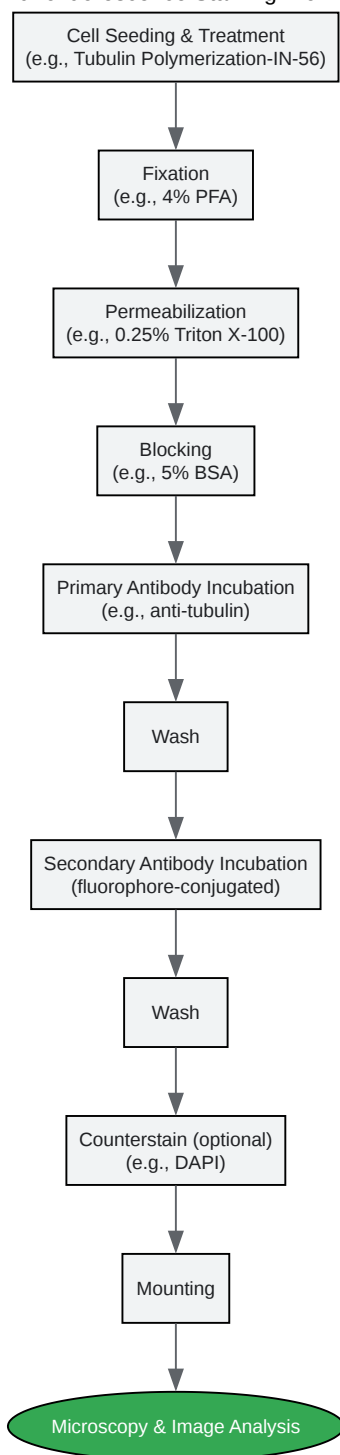 Cell Seeding & Treatment
(e.g., Tubulin Polymerization-IN-56)
Fixation
(e.g., 4% PFA)
Permeabilization
(e.g., 0.25% Triton X-100)
Blocking
(e.g., 5% BSA)
Primary Antibody Incubation
(e.g., anti-tubulin)
Wash
Secondary Antibody Incubation
(fluorophore-conjugated)
Wash
Counterstain (optional)
(e.g., DAPI)
Mounting
Microscopy & Image Analysis